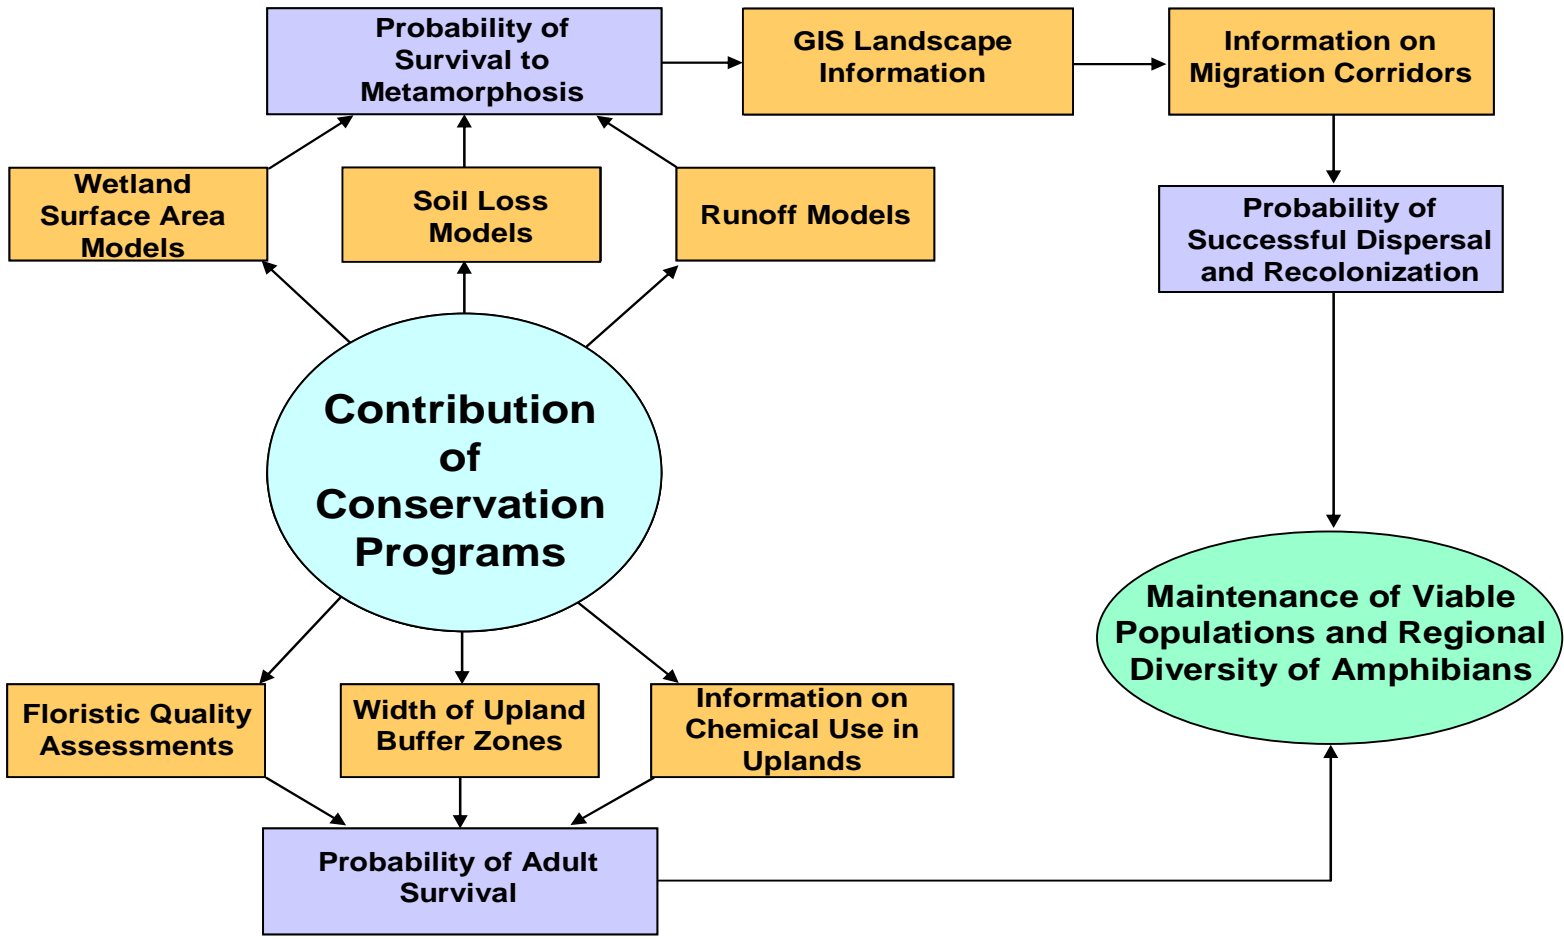 Probability of
Survival to
Metamorphosis
GIS Landscape
Information
Information on
Migration Corridors
Wetland
Surface Area
Models
Soil Loss
Models
Runoff Models
Probability of
Successful Dispersal
and Recolonization
Contribution
of
Conservation
Programs
Maintenance of Viable
Populations and Regional
Diversity of Amphibians
Floristic Quality
Assessments
Width of Upland
Buffer Zones
Information on
Chemical Use in
Uplands
Probability of Adult
Survival